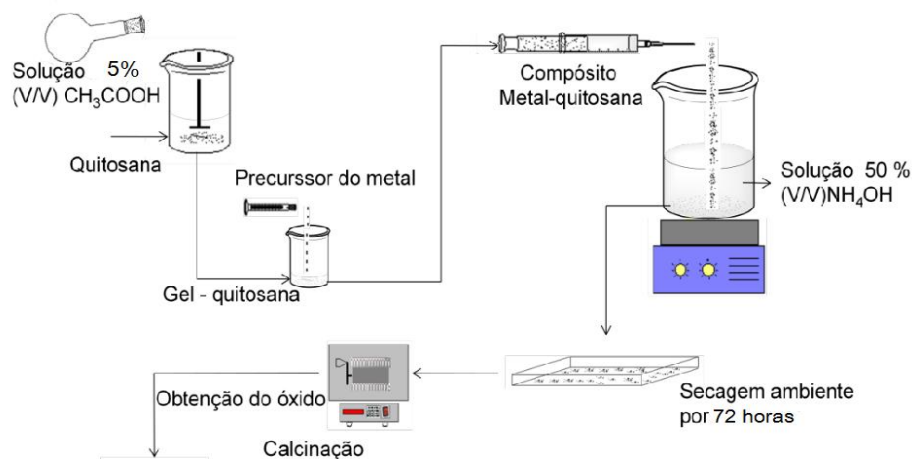 Solução 5%
(V/V) CH₃COOH
Quitosana
Precurssor do metal
Gel - quitosana
Compósito
Metal-quitosana
Solução 50 %
(V/V)NH₄OH
Secagem ambiente
por 72 horas
Obtenção do óxido
Calcinação